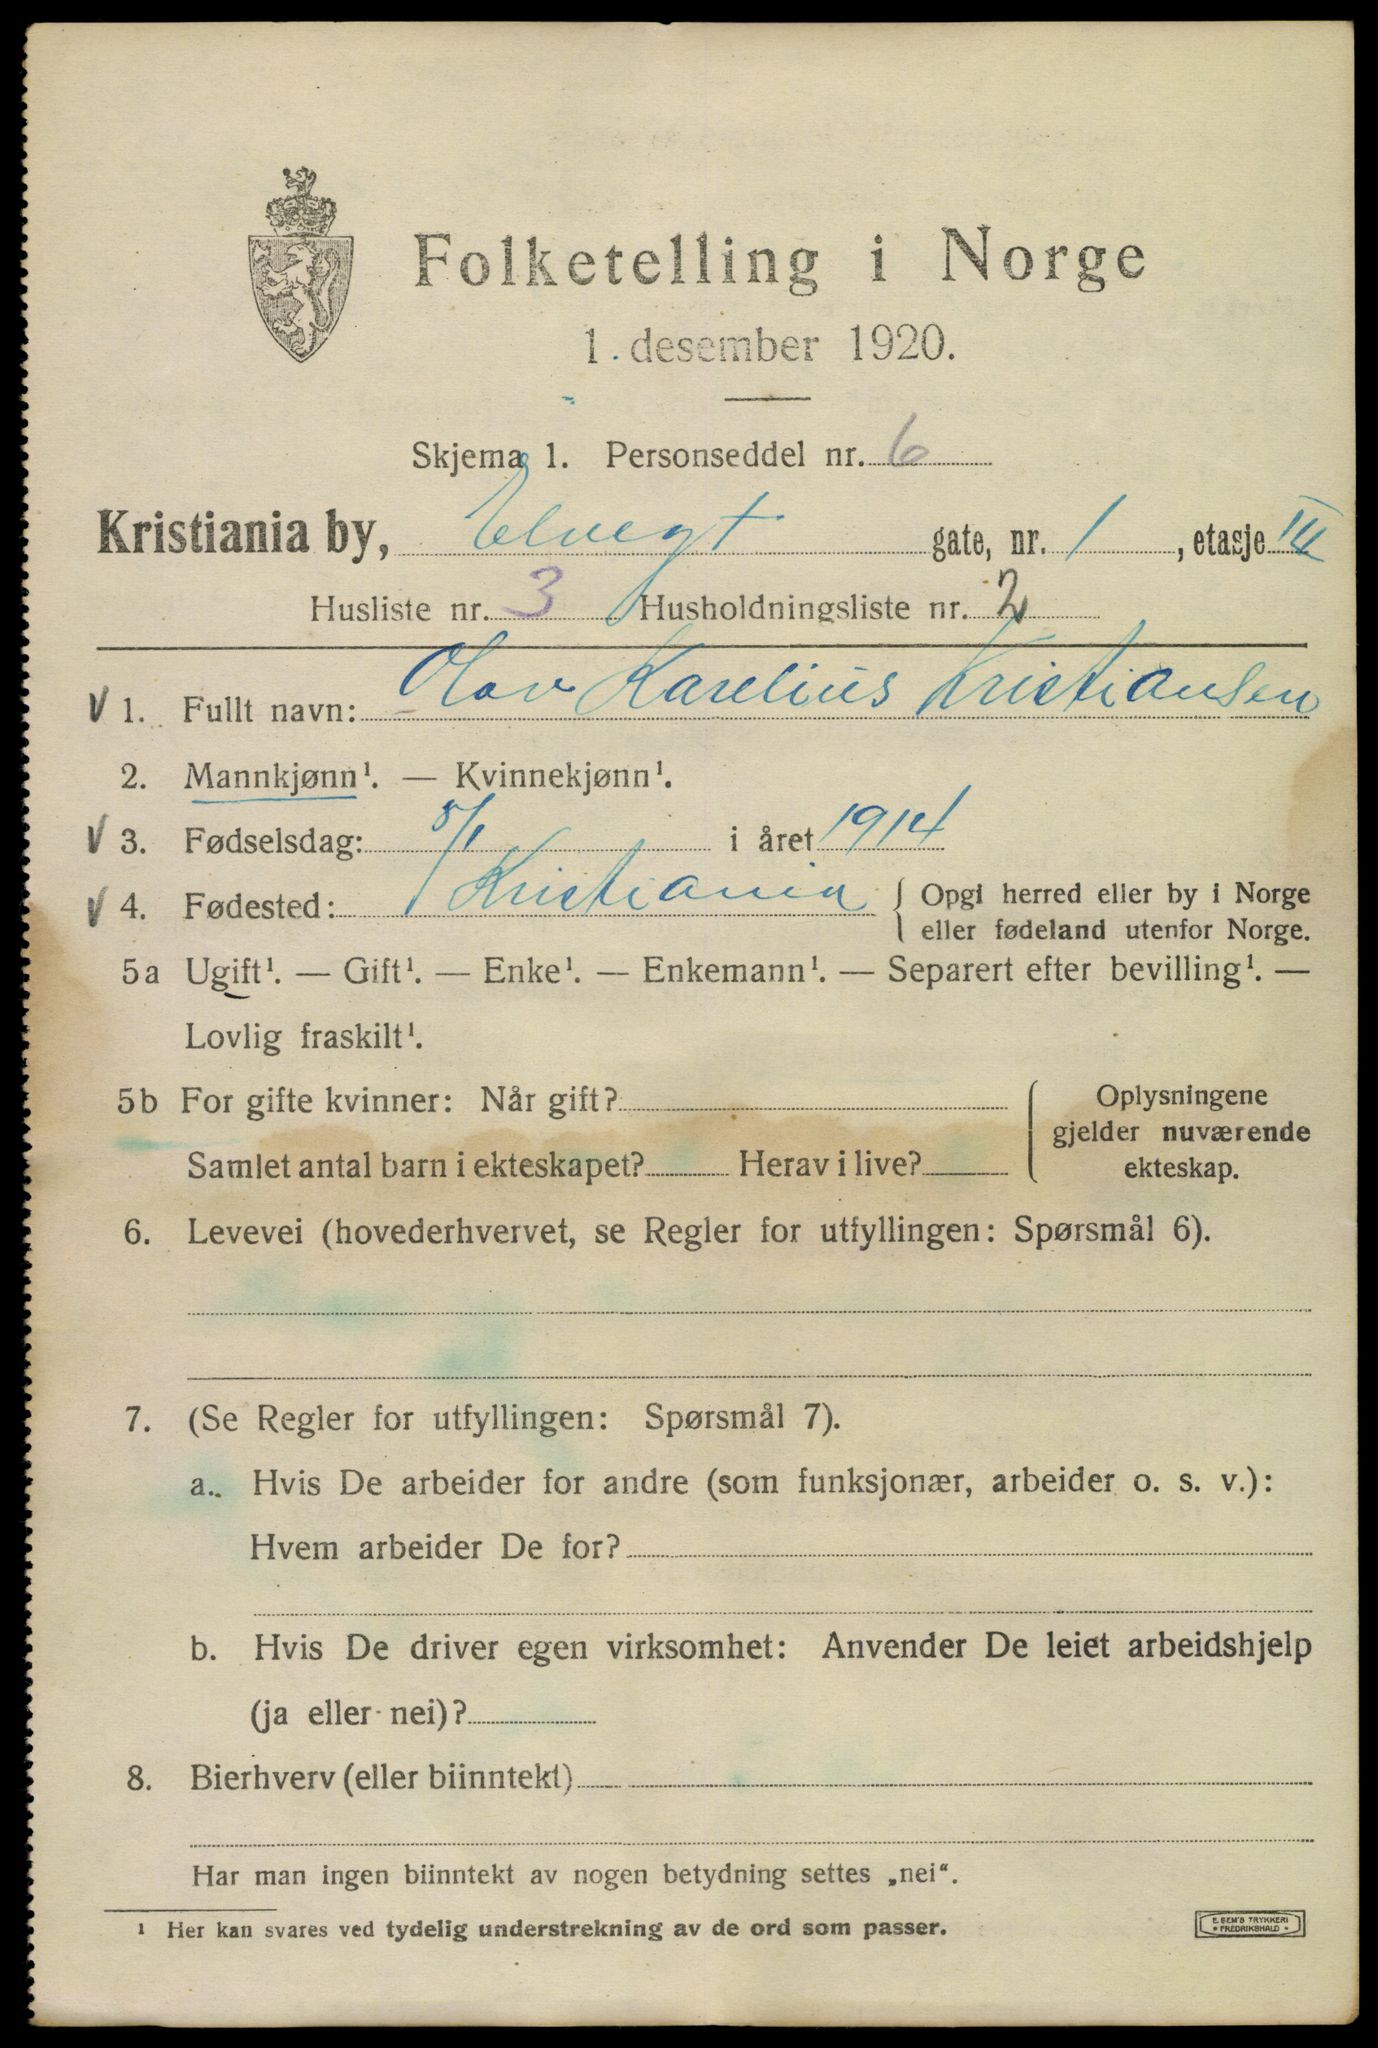 Folketelling i Norge
1. desember 1920.
Skjema 1. Personseddel nr. 6
Kristiania by, Elvegt gate, nr. 1, etasje III
Husliste nr. 3 Husholdningsliste nr. 2
V 1. Fullt navn: Olav Karelius Kristiansen
2. Mannkjønn¹. — Kvinnekjønn¹.
V 3. Fødselsdag: 5/1 i året 1914
V 4. Fødested: Kristiania { Opgi herred eller by i Norge
eller fødeland utenfor Norge.
5a Ugift¹. — Gift¹. — Enke¹. — Enkemann¹. — Separert efter bevilling¹. —
Lovlig fraskilt¹.
5b For gifte kvinner: Når gift? { Oplysningene
gjelder nuværende
Samlet antal barn i ekteskapet? Herav i live? ekteskap.
6. Levevei (hovederhvervet, se Regler for utfyllingen: Spørsmål 6).
7. (Se Regler for utfyllingen: Spørsmål 7).
a. Hvis De arbeider for andre (som funksjonær, arbeider o. s. v.):
Hvem arbeider De for?
b. Hvis De driver egen virksomhet: Anvender De leiet arbeidshjelp
(ja eller nei)?
8. Bierhverv (eller biinntekt)
Har man ingen biinntekt av nogen betydning settes „nei“.
¹ Her kan svares ved tydelig understrekning av de ord som passer.
E. SEM'S TRYKKERI
• FREDRIKSHALD •